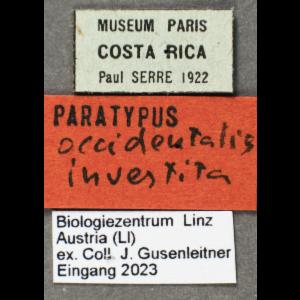 MUSEUM PARIS
COSTA RICA
Paul SERRE 1922
PARATYPUS
occidentalis
investita
Biologiezentrum Linz
Austria (LI)
ex. Coll. J. Gusenleitner
Eingang 2023